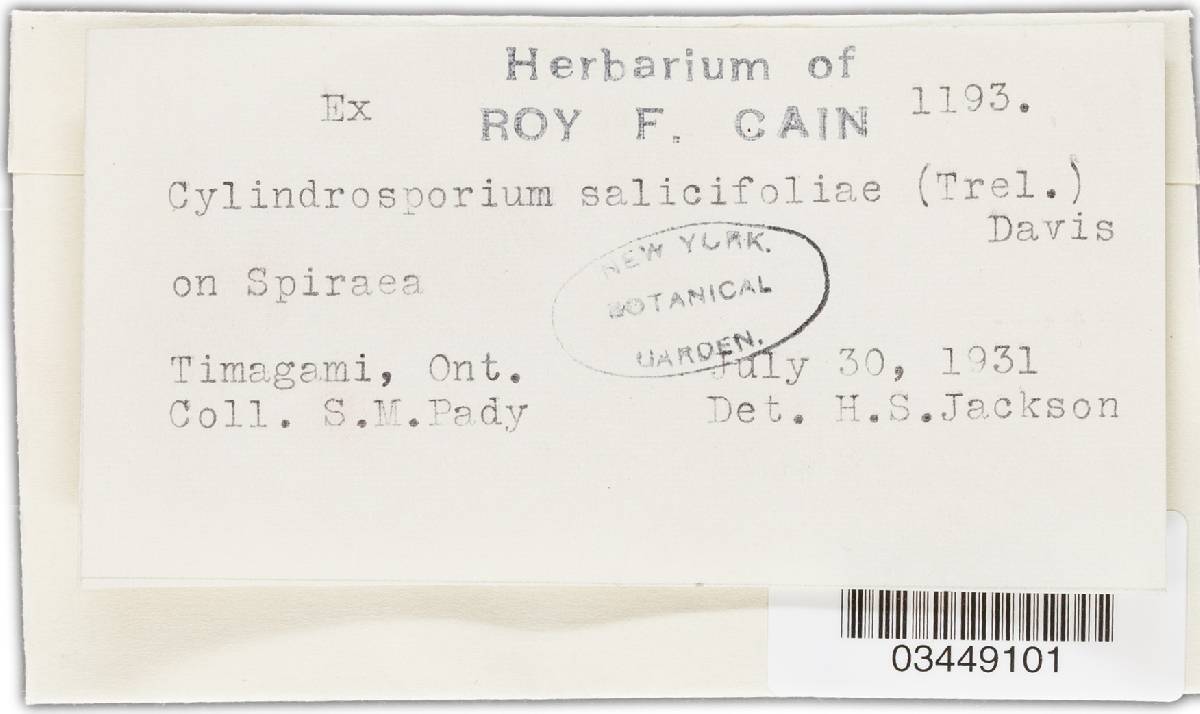 Herbarium of
Ex ROY F. CAIN 1193.
Cylindrosporium salicifoliae (Trel.)
Davis
on Spiraea
NEW YORK.
BOTANICAL
GARDEN.
Timagami, Ont. July 30, 1931
Coll. S.M.Pady Det. H.S.Jackson
03449101